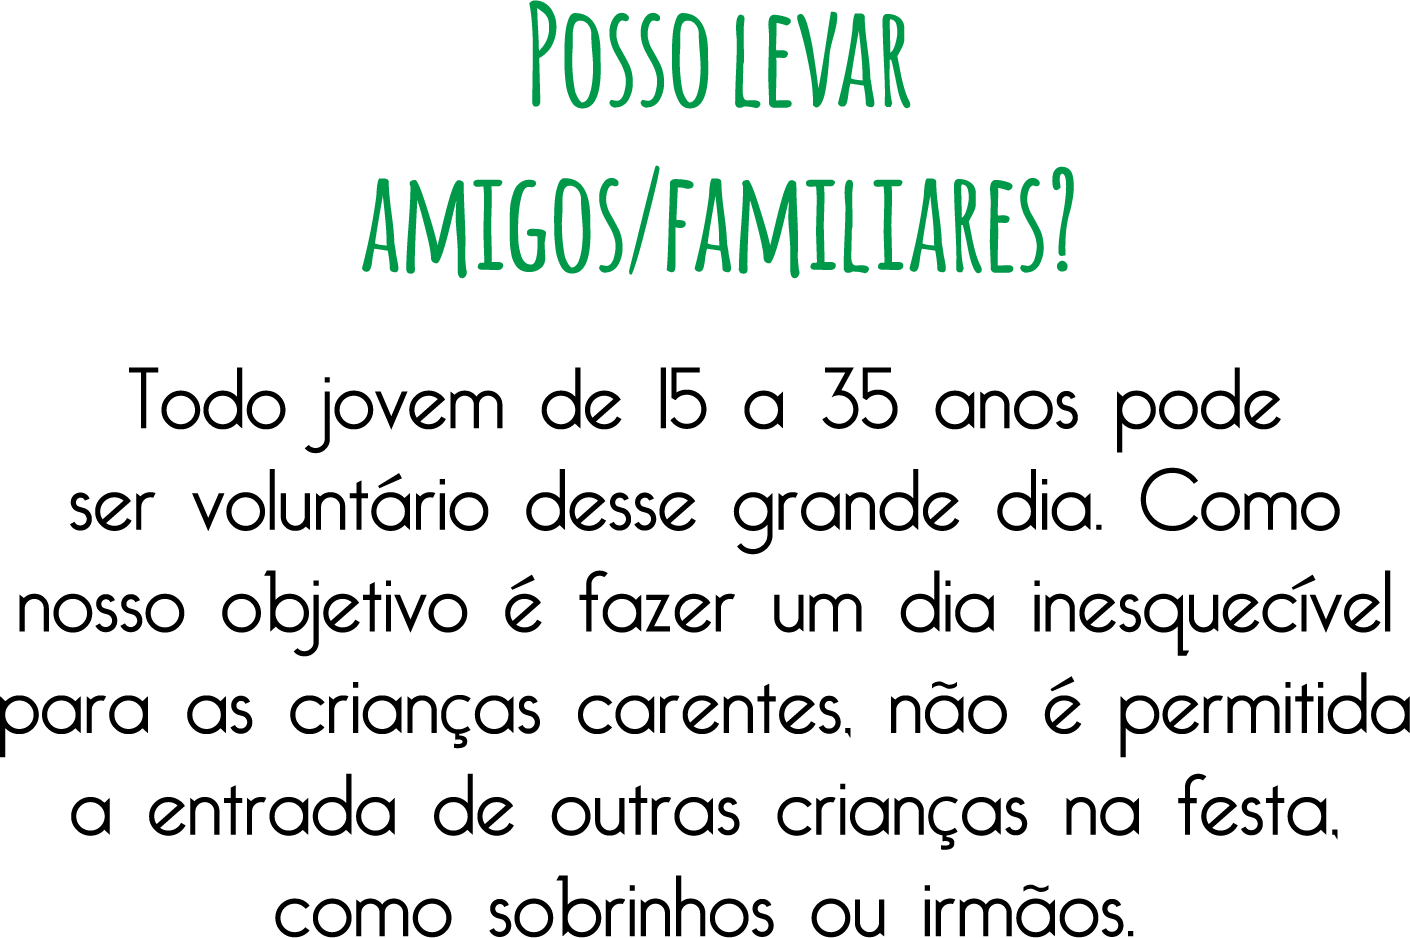 Posso levar
amigos/familiares?
Todo jovem de 15 a 35 anos pode
ser voluntário desse grande dia. Como
nosso objetivo é fazer um dia inesquecível
para as crianças carentes, não é permitida
a entrada de outras crianças na festa,
como sobrinhos ou irmãos.